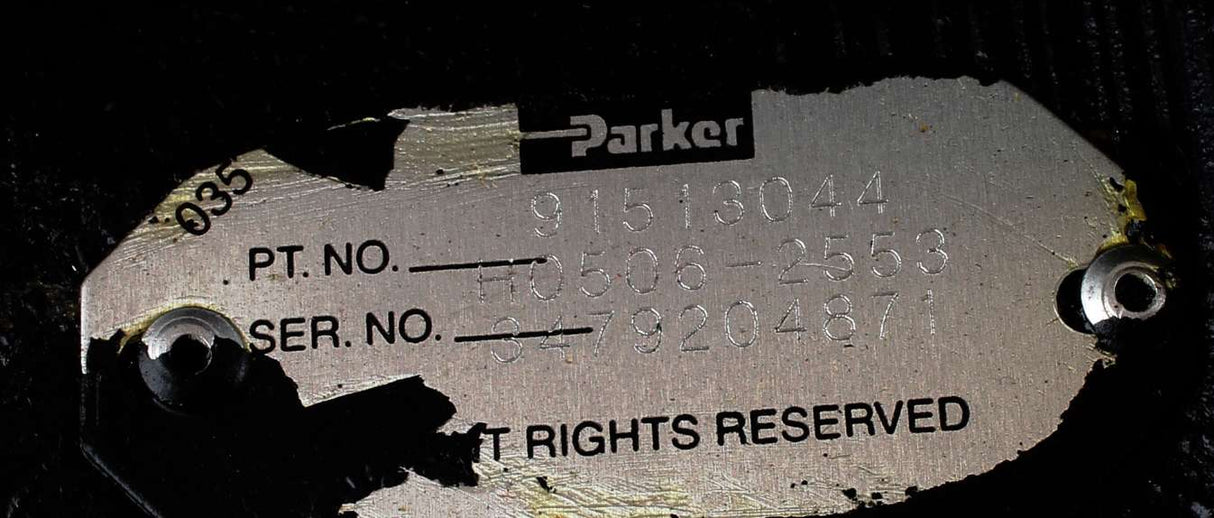 Parker
035
91513044
PT. NO.
H0506-2553
SER. NO.
3479204871
RIGHTS RESERVED